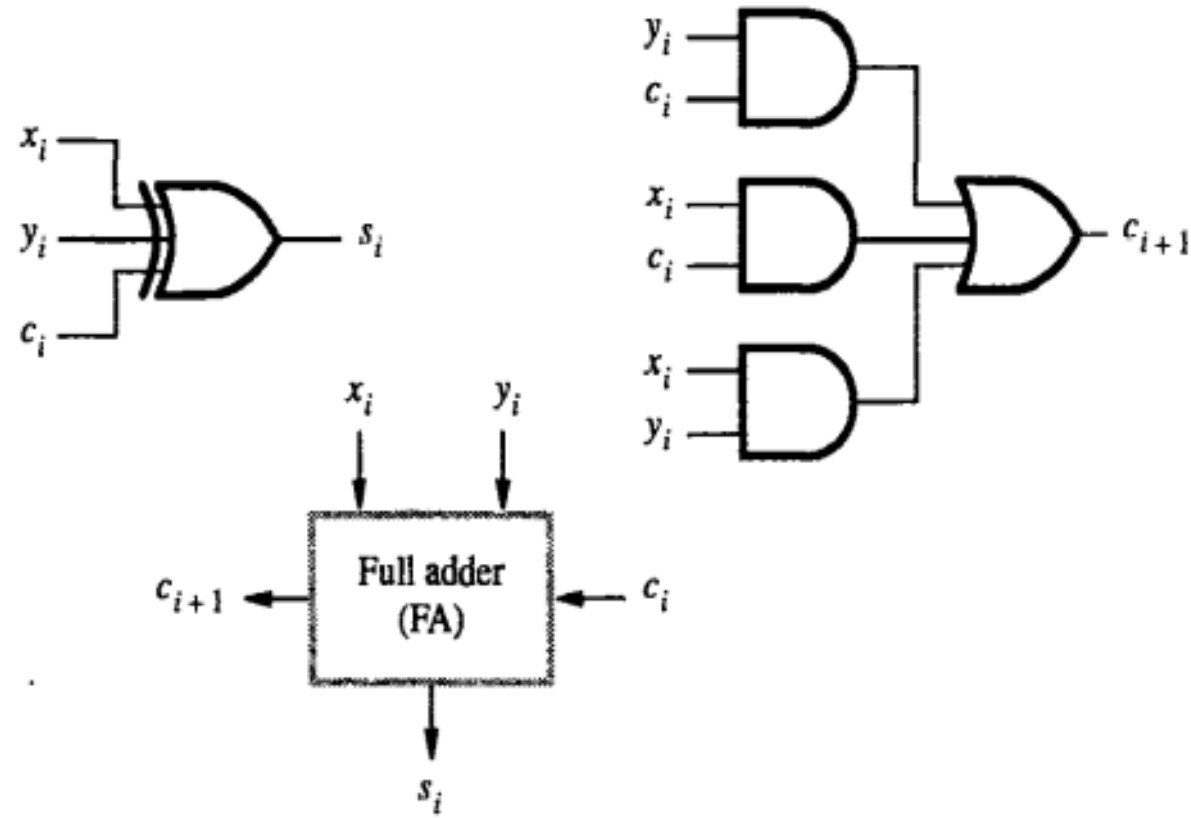 x_i
y_i
c_i
s_i
y_i
c_i
x_i
c_i
x_i
y_i
c_{i+1}
x_i y_i
Full adder
(FA)
c_{i+1}
c_i
s_i